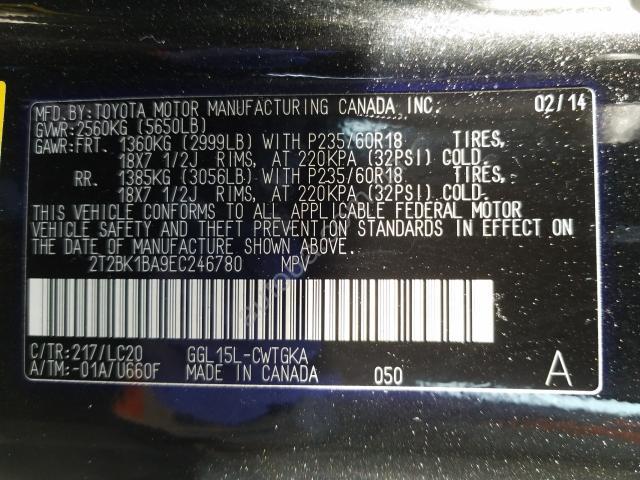 MFD.BY:TOYOTA MOTOR MANUFACTURING CANADA INC. 02/14
GVWR:2560KG (5650LB)
GAWR:FRT. 1360KG (2999LB) WITH P235/60R18 TIRES,
18X7 1/2J RIMS, AT 220KPA (32PSI) COLD.
RR. 1385KG (3056LB) WITH P235/60R18 TIRES,
18X7 1/2J RIMS, AT 220KPA (32PSI) COLD.
THIS VEHICLE CONFORMS TO ALL APPLICABLE FEDERAL MOTOR
VEHICLE SAFETY AND THEFT PREVENTION STANDARDS IN EFFECT ON
THE DATE OF MANUFACTURE SHOWN ABOVE.
2T2BK1BA9EC246780 MPV
C/TR:217/LC20 GGL15L-CWTGKA
A/TM:-01A/U660F MADE IN CANADA 050 A